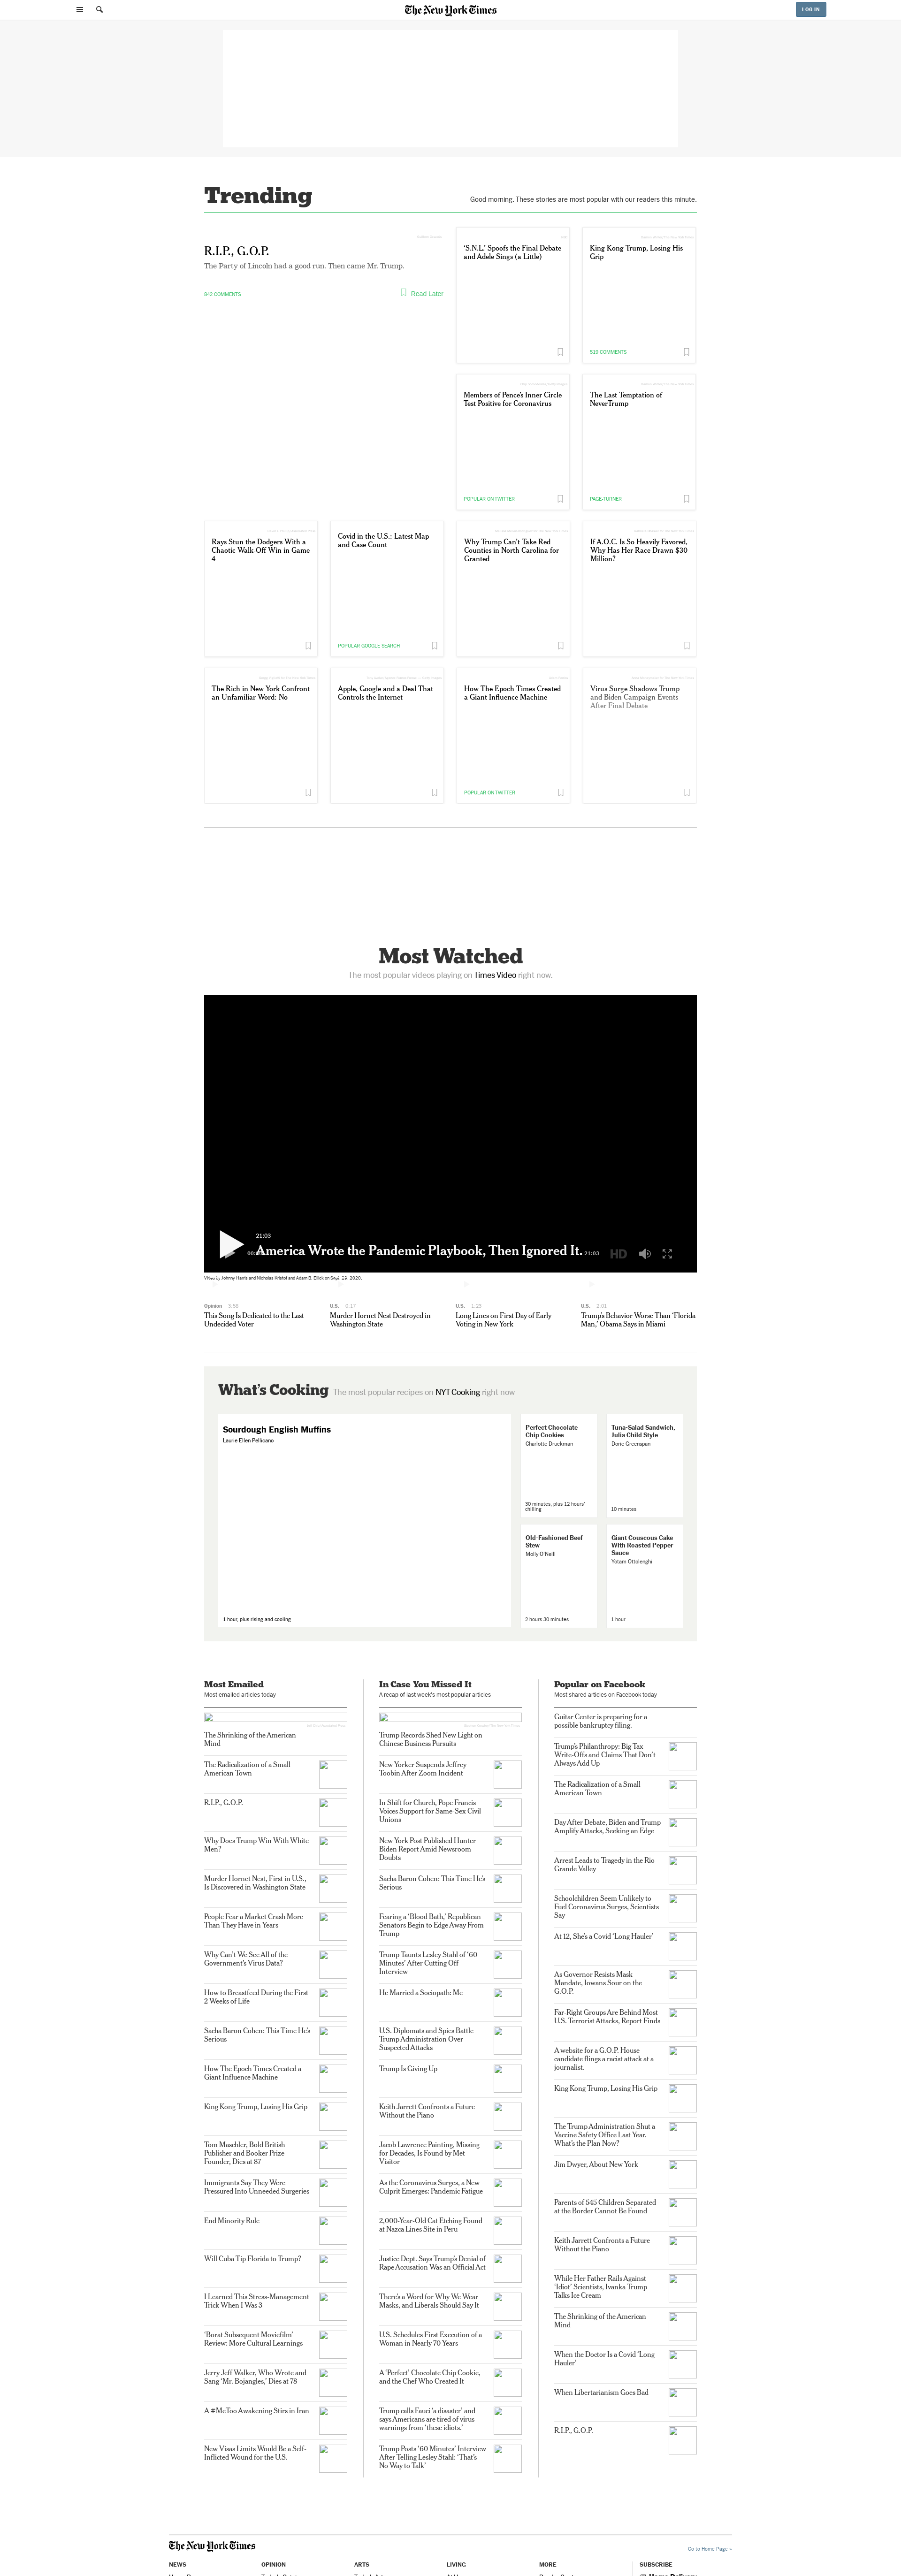 The New York Times
LOG IN
Trending
Good morning. These stories are most popular with our readers this minute.
R.I.P., G.O.P.
The Party of Lincoln had a good run. Then came Mr. Trump.
COMMENTS
Read Later
‘S.N.L.’ Spoofs the Final Debate
and Adele Sings (a Little)
King Kong Trump, Losing His
Grip
519 COMMENTS
Members of Pence’s Inner Circle
Test Positive for Coronavirus
POPULAR ON TWITTER
The Last Temptation of
NeverTrump
PAGE-TURNER
Rays Stun the Dodgers With a
Chaotic Walk-Off Win in Game
4
Covid in the U.S.: Latest Map
and Case Count
POPULAR GOOGLE SEARCH
Why Trump Can’t Take Red
Counties in North Carolina for
Granted
If A.O.C. Is So Heavily Favored,
Why Has Her Race Drawn $30
Million?
The Rich in New York Confront
an Unfamiliar Word: No
Apple, Google and a Deal That
Controls the Internet
How The Epoch Times Created
a Giant Influence Machine
POPULAR ON TWITTER
Virus Surge Shadows Trump
and Biden Campaign Events
After Final Debate
Most Watched
The most popular videos playing on Times Video right now.
21:03
America Wrote the Pandemic Playbook, Then Ignored It.
21:03
HD
Video by Johnny Harris and Nicholas Kristof and Adam B. Ellick on Sept. 29, 2020.
Opinion
This Song Is Dedicated to the Last
Undecided Voter
U.S. 0:17
Murder Hornet Nest Destroyed in
Washington State
U.S. 1:23
Long Lines on First Day of Early
Voting in New York
U.S.
Trump’s Behavior Worse Than ‘Florida
Man,’ Obama Says in Miami
What’s Cooking The most popular recipes on NYT Cooking right now
Sourdough English Muffins
Laurie Ellen Pellicano
1 hour, plus rising and cooling
Perfect Chocolate
Chip Cookies
Charlotte Druckman
30 minutes, plus 12 hours’
chilling
Tuna-Salad Sandwich,
Julia Child Style
Dorie Greenspan
10 minutes
Old-Fashioned Beef
Stew
Molly O’Neill
2 hours 30 minutes
Giant Couscous Cake
With Roasted Pepper
Sauce
Yotam Ottolenghi
1 hour
Most Emailed
Most emailed articles today
The Shrinking of the American
Mind
The Radicalization of a Small
American Town
R.I.P., G.O.P.
Why Does Trump Win With White
Men?
Murder Hornet Nest, First in U.S.,
Is Discovered in Washington State
People Fear a Market Crash More
Than They Have in Years
Why Can’t We See All of the
Government’s Virus Data?
How to Breastfeed During the First
2 Weeks of Life
Sacha Baron Cohen: This Time He’s
Serious
How The Epoch Times Created a
Giant Influence Machine
King Kong Trump, Losing His Grip
Tom Maschler, Bold British
Publisher and Booker Prize
Founder, Dies at 87
Immigrants Say They Were
Pressured Into Unneeded Surgeries
End Minority Rule
Will Cuba Tip Florida to Trump?
I Learned This Stress-Management
Trick When I Was 3
‘Borat Subsequent Moviefilm’
Review: More Cultural Learnings
Jerry Jeff Walker, Who Wrote and
Sang ‘Mr. Bojangles,’ Dies at 78
A #MeToo Awakening Stirs in Iran
New Visas Limits Would Be a Self-
Inflicted Wound for the U.S.
In Case You Missed It
A recap of last week’s most popular articles
Trump Records Shed New Light on
Chinese Business Pursuits
New Yorker Suspends Jeffrey
Toobin After Zoom Incident
In Shift for Church, Pope Francis
Voices Support for Same-Sex Civil
Unions
New York Post Published Hunter
Biden Report Amid Newsroom
Doubts
Sacha Baron Cohen: This Time He’s
Serious
Fearing a ‘Blood Bath,’ Republican
Senators Begin to Edge Away From
Trump
Trump Taunts Lesley Stahl of ‘60
Minutes’ After Cutting Off
Interview
He Married a Sociopath: Me
U.S. Diplomats and Spies Battle
Trump Administration Over
Suspected Attacks
Trump Is Giving Up
Keith Jarrett Confronts a Future
Without the Piano
Jacob Lawrence Painting, Missing
for Decades, Is Found by Met
Visitor
As the Coronavirus Surges, a New
Culprit Emerges: Pandemic Fatigue
2,000-Year-Old Cat Etching Found
at Nazca Lines Site in Peru
Justice Dept. Says Trump’s Denial of
Rape Accusation Was an Official Act
There’s a Word for Why We Wear
Masks, and Liberals Should Say It
U.S. Schedules First Execution of a
Woman in Nearly 70 Years
A ‘Perfect’ Chocolate Chip Cookie,
and the Chef Who Created It
Trump calls Fauci ‘a disaster’ and
says Americans are tired of virus
warnings from ‘these idiots.’
Trump Posts ‘60 Minutes’ Interview
After Telling Lesley Stahl: ‘That’s
No Way to Talk’
Popular on Facebook
Most shared articles on Facebook today
Guitar Center is preparing for a
possible bankruptcy filing.
Trump’s Philanthropy: Big Tax
Write-Offs and Claims That Don’t
Always Add Up
The Radicalization of a Small
American Town
Day After Debate, Biden and Trump
Amplify Attacks, Seeking an Edge
Arrest Leads to Tragedy in the Rio
Grande Valley
Schoolchildren Seem Unlikely to
Fuel Coronavirus Surges, Scientists
Say
At 12, She’s a Covid ‘Long Hauler’
As Governor Resists Mask
Mandate, Iowans Sour on the
G.O.P.
Far-Right Groups Are Behind Most
U.S. Terrorist Attacks, Report Finds
A website for a G.O.P. House
candidate flings a racist attack at a
journalist.
King Kong Trump, Losing His Grip
The Trump Administration Shut a
Vaccine Safety Office Last Year.
What’s the Plan Now?
Jim Dwyer, About New York
Parents of 545 Children Separated
at the Border Cannot Be Found
Keith Jarrett Confronts a Future
Without the Piano
While Her Father Rails Against
‘Idiot’ Scientists, Ivanka Trump
Talks Ice Cream
The Shrinking of the American
Mind
When the Doctor Is a Covid ‘Long
Hauler’
When Libertarianism Goes Bad
R.I.P., G.O.P.
The New York Times
Go to Home Page »
NEWS
OPINION
ARTS
LIVING
MORE
SUBSCRIBE